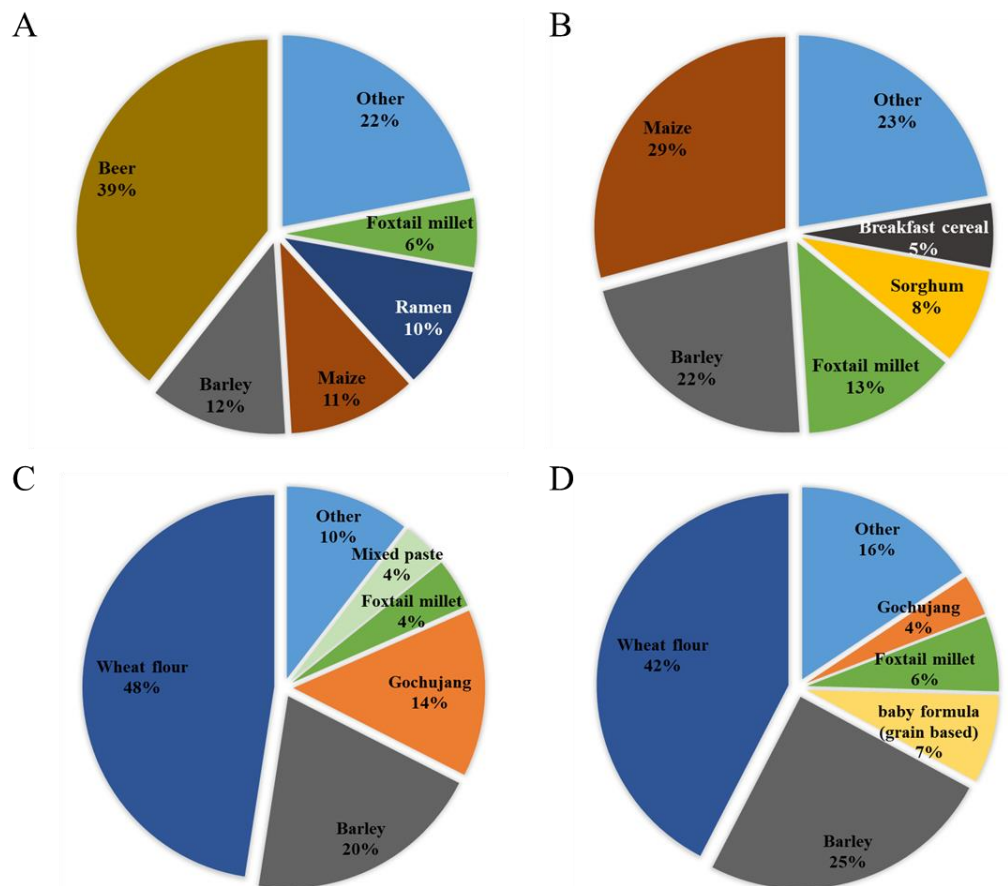 A
Other
22%
Foxtail millet
6%
Ramen
10%
Maize
11%
Barley
12%
Beer
39%
B
Other
23%
Breakfast cereal
5%
Sorghum
8%
Foxtail millet
13%
Barley
22%
Maize
29%
C
Other
10%
Mixed paste
4%
Foxtail millet
4%
Gochujang
14%
Barley
20%
Wheat flour
48%
D
Other
16%
Gochujang
4%
Foxtail millet
6%
baby formula
(grain based)
7%
Barley
25%
Wheat flour
42%